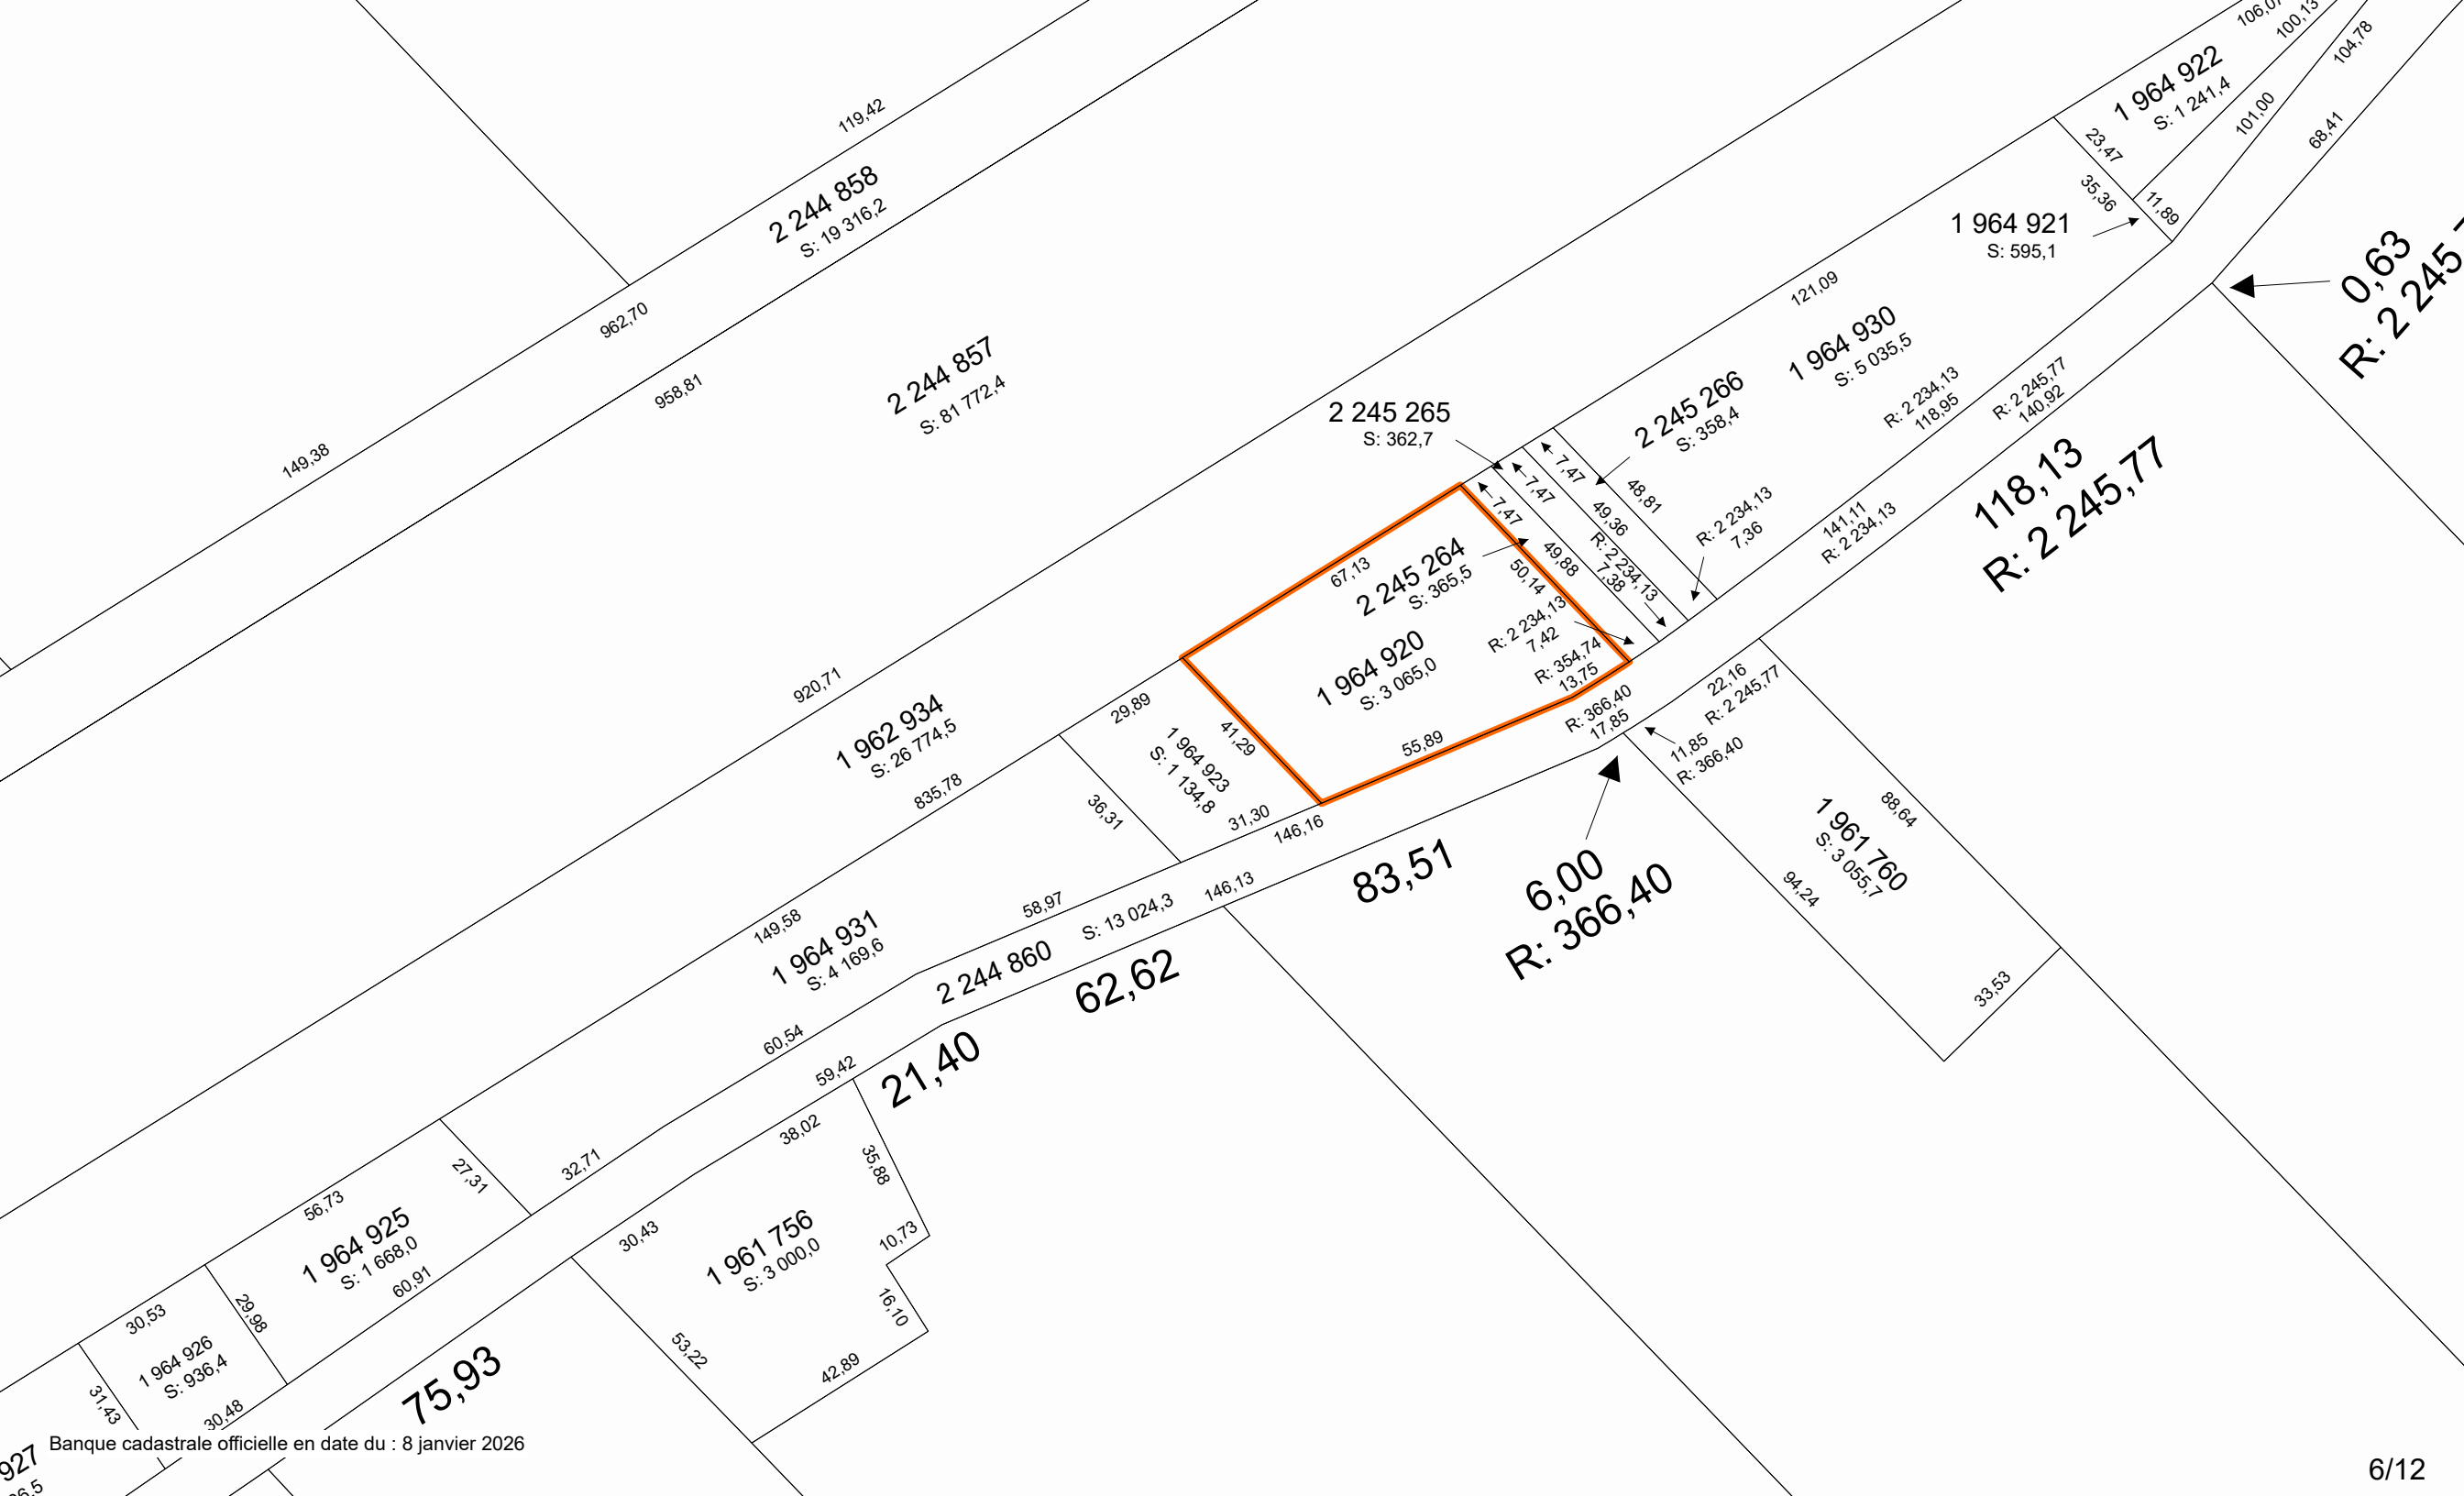 106,07
100,13
104,78
1 964 922
S: 1 241,4
101,00
68,41
23,47
35,36
11,89
1 964 921
S: 595,1
0,63
119,42
2 244 858
S: 19 316,2
962,70
958,81
149,38
2 244 857
S: 81 772,4
121,09
1 964 930
S: 5 035,5
R: 2 234,13
118,95
R: 2 245,77
140,92
118,13
R: 2 245,77
2 245 266
S: 358,4
2 245 265
S: 362,7
7,47
7,47
7,47
48,81
49,36
R: 2 234,13
7,38
49,88
50,14
R: 2 234,13
7,36
141,11
R: 2 234,13
67,13
2 245 264
S: 365,5
R: 2 234,13
7,42
R: 354,74
13,75
1 964 920
S: 3 065,0
55,89
R: 366,40
17,85
22,16
R: 2 245,77
11,85
R: 366,40
920,71
1 962 934
S: 26 774,5
835,78
29,89
1 964 923
S: 1 134,8
41,29
36,31
31,30
146,16
83,51
6,00
R: 366,40
1 961 760
S: 3 055,7
88,64
94,24
33,53
149,58
1 964 931
S: 4 169,6
58,97
2 244 860
S: 13 024,3
146,13
62,62
60,54
59,42
21,40
38,02
35,88
32,71
27,31
30,43
1 961 756
S: 3 000,0
10,73
16,10
42,89
53,22
56,73
1 964 925
S: 1 668,0
60,91
29,98
30,53
1 964 926
S: 936,4
31,43
30,48
75,93
927
Banque cadastrale officielle en date du : 8 janvier 2026
6/12